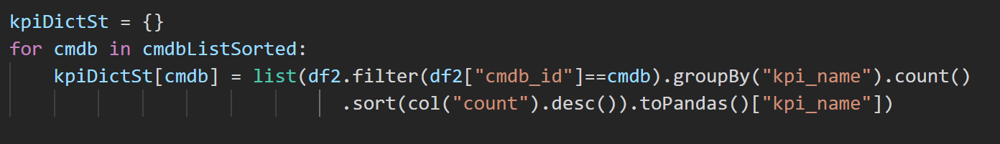 kpiDictSt = {}
for cmdb in cmdbListSorted:
    kpiDictSt[cmdb] = list(df2.filter(df2["cmdb_id"]==cmdb).groupBy("kpi_name").count()
                              .sort(col("count").desc()).toPandas()["kpi_name"])